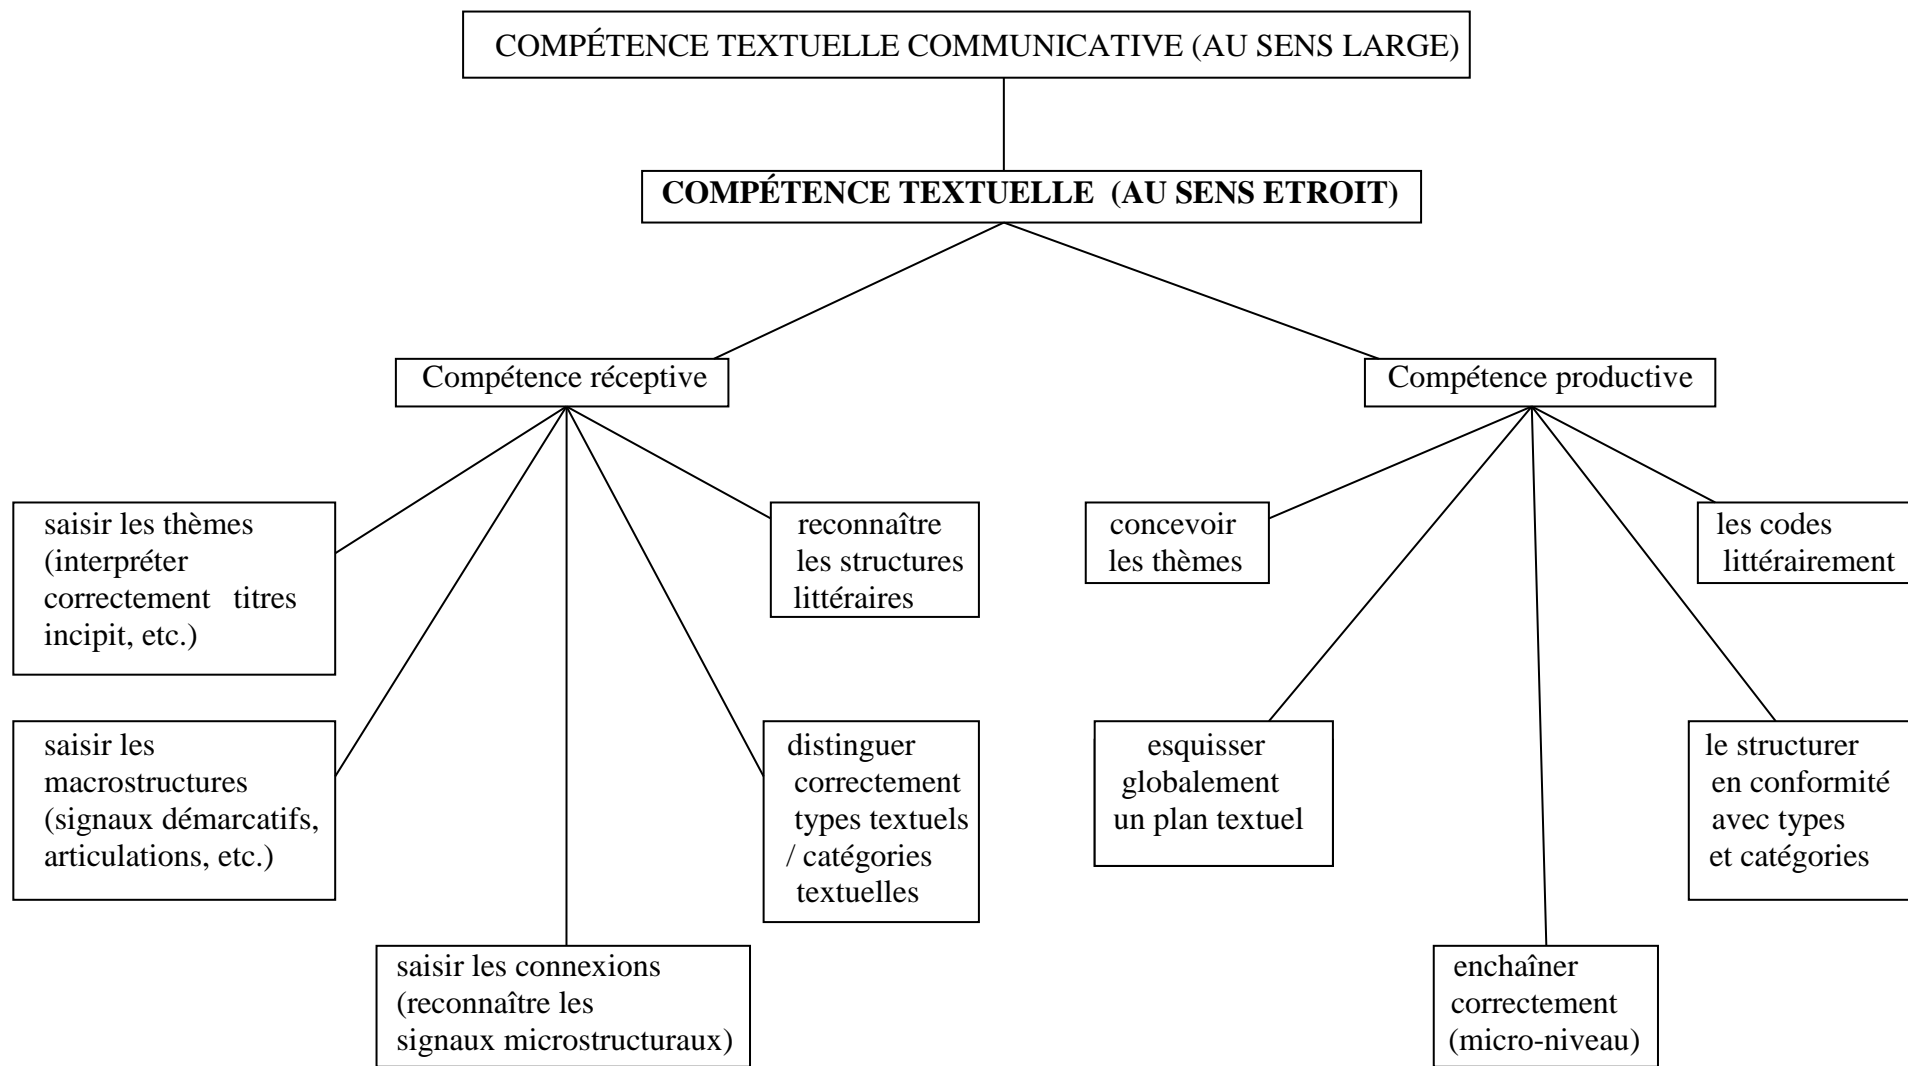 COMPÉTENCE TEXTUELLE COMMUNICATIVE (AU SENS LARGE)
COMPÉTENCE TEXTUELLE (AU SENS ETROIT)
Compétence réceptive
Compétence productive
saisir les thèmes
(interpréter
correctement titres
incipit, etc.)
reconnaître
les structures
littéraires
concevoir
les thèmes
les codes
littérairement
saisir les
macrostructures
(signaux démarcatifs,
articulations, etc.)
distinguer
correctement
types textuels
/ catégories
textuelles
esquisser
globalement
un plan textuel
le structurer
en conformité
avec types
et catégories
saisir les connexions
(reconnaître les
signaux microstructuraux)
enchaîner
correctement
(micro-niveau)